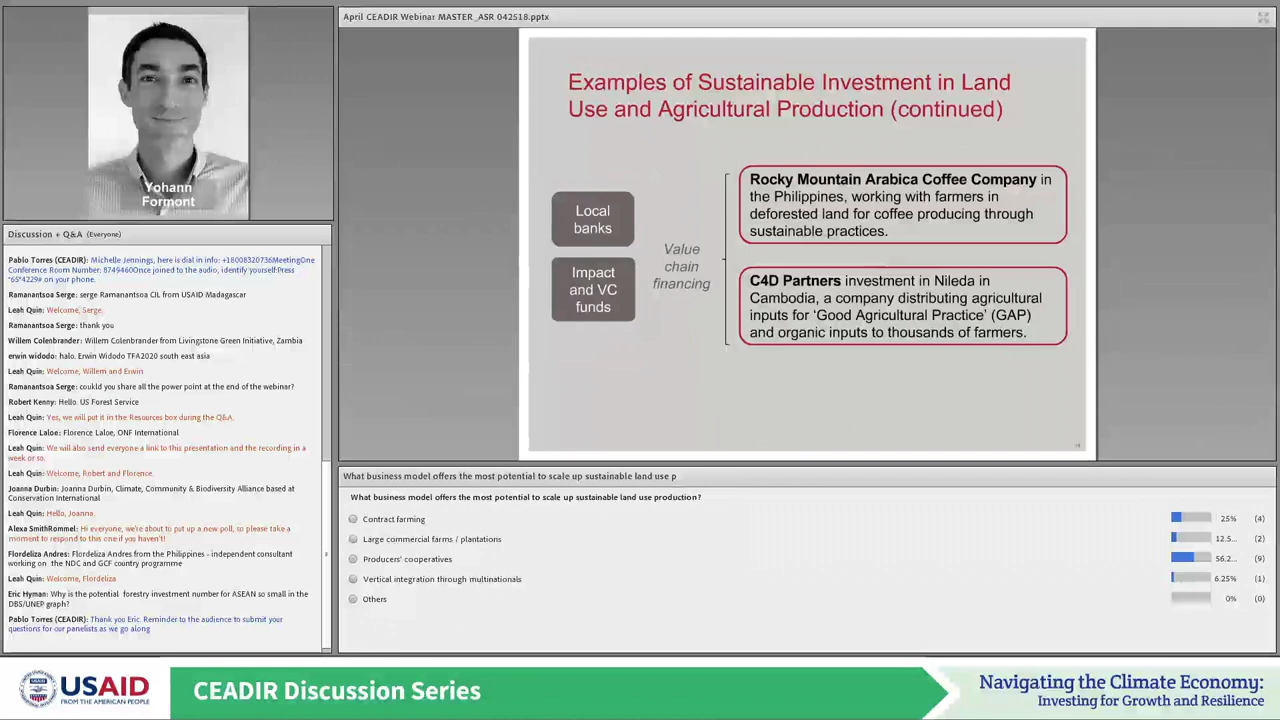 Yohann
Formont
Discussion + Q&A (Everyone)
Pablo Torres (CEADIR): Michelle Jennings, here is dial in info: +18008320736MeetingOne
Conference Room Number: 8749460Once joined to the audio, identify yourself:Press
*65*4229# on your phone.
Ramanantsoa Serge: serge Ramanantsoa CIL from USAID Madagascar
Leah Quin: Welcome, Serge.
Ramanantsoa Serge: thank you
Willem Colenbrander: Willem Colenbrander from Livingstone Green Initiative, Zambia
erwin widodo: halo. Erwin Widodo TFA2020 south east asia
Leah Quin: Welcome, Willem and Erwin
Ramanantsoa Serge: coukld you share all the power point at the end of the webinar?
Robert Kenny: Hello. US Forest Service
Leah Quin: Yes, we will put it in the Resources box during the Q&A.
Florence Laloe: Florence Laloe, ONF International
Leah Quin: We will also send everyone a link to this presentation and the recording in a
week or so.
Leah Quin: Welcome, Robert and Florence.
Joanna Durbin: Joanna Durbin, Climate, Community & Biodiversity Alliance based at
Conservation International
Leah Quin: Hello, Joanna.
Alexa SmithRommel: Hi everyone, we're about to put up a new poll, so please take a
moment to respond to this one if you haven't!
Flordeliza Andres: Flordeliza Andres from the Philippines - independent consultant
working on the NDC and GCF country programme
Leah Quin: Welcome, Flordeliza
Eric Hyman: Why is the potential forestry investment number for ASEAN so small in the
DBS/UNEP graph?
Pablo Torres (CEADIR): Thank you Eric. Reminder to the audience to submit your
questions for our panelists as we go along
April CEADIR Webinar MASTER_ASR 042518.pptx
Examples of Sustainable Investment in Land
Use and Agricultural Production (continued)
Local
banks
Impact
and VC
funds
Value
chain
financing
Rocky Mountain Arabica Coffee Company in
the Philippines, working with farmers in
deforested land for coffee producing through
sustainable practices.
C4D Partners investment in Nileda in
Cambodia, a company distributing agricultural
inputs for ‘Good Agricultural Practice’ (GAP)
and organic inputs to thousands of farmers.
What business model offers the most potential to scale up sustainable land use p
What business model offers the most potential to scale up sustainable land use production?
Contract farming 25% (4)
Large commercial farms / plantations 12.5... (2)
Producers' cooperatives 56.2... (9)
Vertical integration through multinationals 6.25% (1)
Others 0% (0)
USAID
FROM THE AMERICAN PEOPLE
CEADIR Discussion Series
Navigating the Climate Economy:
Investing for Growth and Resilience